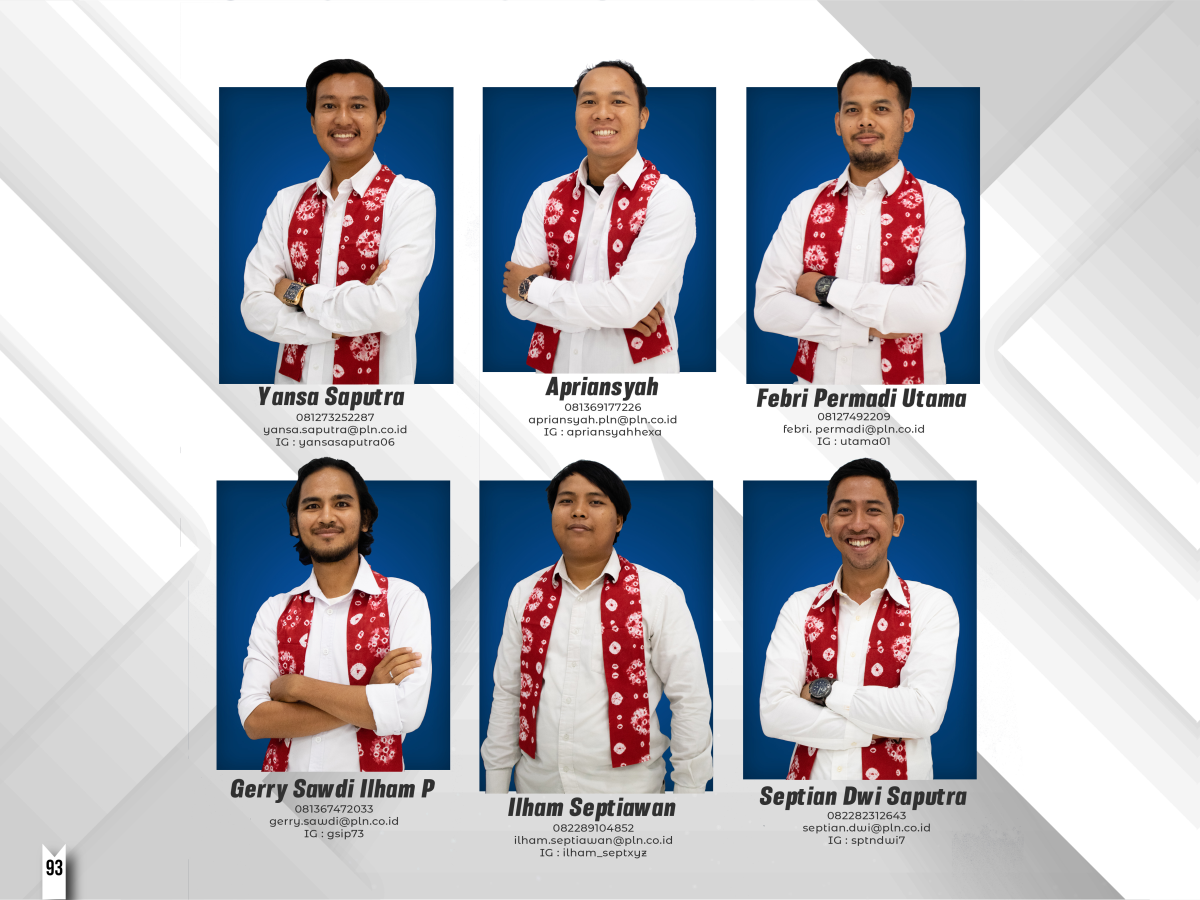 Yansa Saputra
081273252287
yansa.saputra@pln.co.id
IG : yansasaputra06
Apriansyah
081369177226
apriansyah.pln@pln.co.id
IG : apriansyahhexa
Febri Permadi Utama
08127492209
febri. permadi@pln.co.id
IG : utama01
Gerry Sawdi Ilham P
081367472033
gerry.sawdi@pln.co.id
IG : gsip73
Ilham Septiawan
082289104852
ilham.septiawan@pln.co.id
IG : ilham_septxyz
Septian Dwi Saputra
082282312643
septian.dwi@pln.co.id
IG : sptndwi7
93